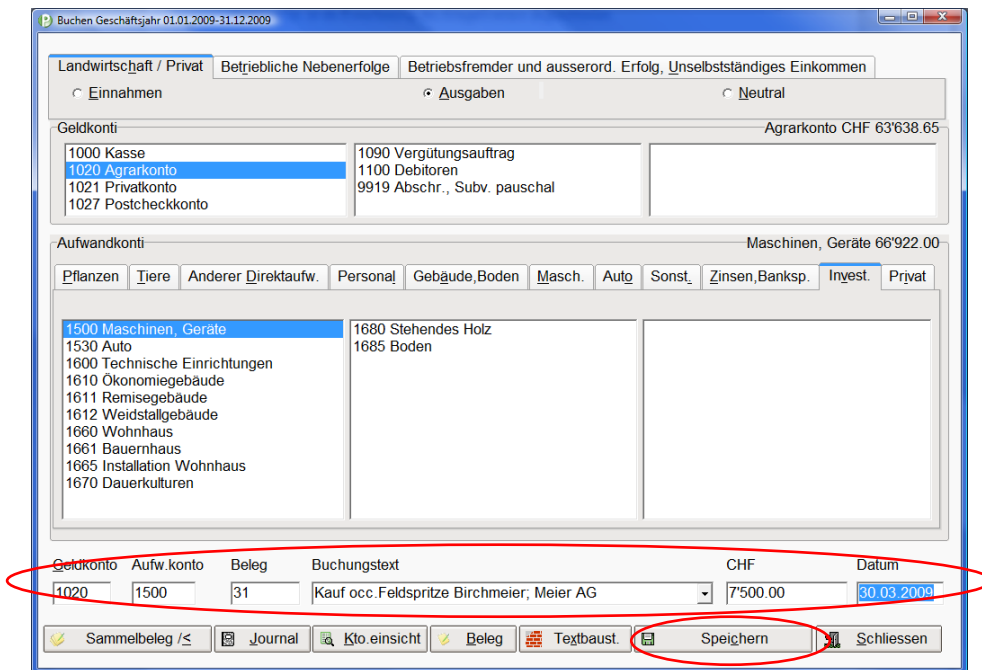 Buchen Geschäftsjahr 01.01.2009-31.12.2009
Landwirtschaft / Privat Betriebliche Nebenerfolge Betriebsfremder und ausserord. Erfolg, Unselbstständiges Einkommen
Einnahmen Ausgaben Neutral
Geldkonti Agrarkonto CHF 63'638.65
1000 Kasse
1020 Agrarkonto
1021 Privatkonto
1027 Postcheckkonto
1090 Vergütungsauftrag
1100 Debitoren
9919 Abschr., Subv. pauschal
Aufwandkonti Maschinen, Geräte 66'922.00
Pflanzen Tiere Anderer Direktaufw. Personal Gebäude,Boden Masch. Auto Sonst. Zinsen,Banksp. Invest. Privat
1500 Maschinen, Geräte
1530 Auto
1600 Technische Einrichtungen
1610 Ökonomiegebäude
1611 Remisegebäude
1612 Weidstallgebäude
1660 Wohnhaus
1661 Bauernhaus
1665 Installation Wohnhaus
1670 Dauerkulturen
1680 Stehendes Holz
1685 Boden
Geldkonto Aufw.konto Beleg Buchungstext CHF Datum
1020 1500 31 Kauf occ.Feldspritze Birchmeier; Meier AG 7'500.00 30.03.2009
Sammelbeleg /< Journal Kto.einsicht Beleg Textbaust. Speichern Schliessen